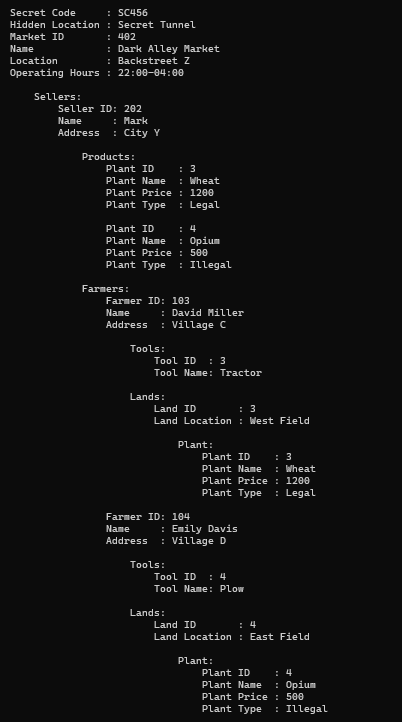 Secret Code     : SC456
Hidden Location : Secret Tunnel
Market ID       : 402
Name            : Dark Alley Market
Location        : Backstreet Z
Operating Hours : 22:00–04:00
Sellers:
Seller ID: 202
Name     : Mark
Address  : City Y
Products:
Plant ID    : 3
Plant Name  : Wheat
Plant Price : 1200
Plant Type  : Legal
Plant ID    : 4
Plant Name  : Opium
Plant Price : 500
Plant Type  : Illegal
Farmers:
Farmer ID: 103
Name     : David Miller
Address  : Village C
Tools:
Tool ID  : 3
Tool Name: Tractor
Lands:
Land ID       : 3
Land Location : West Field
Plant:
Plant ID    : 3
Plant Name  : Wheat
Plant Price : 1200
Plant Type  : Legal
Farmer ID: 104
Name     : Emily Davis
Address  : Village D
Tools:
Tool ID  : 4
Tool Name: Plow
Lands:
Land ID       : 4
Land Location : East Field
Plant:
Plant ID    : 4
Plant Name  : Opium
Plant Price : 500
Plant Type  : Illegal